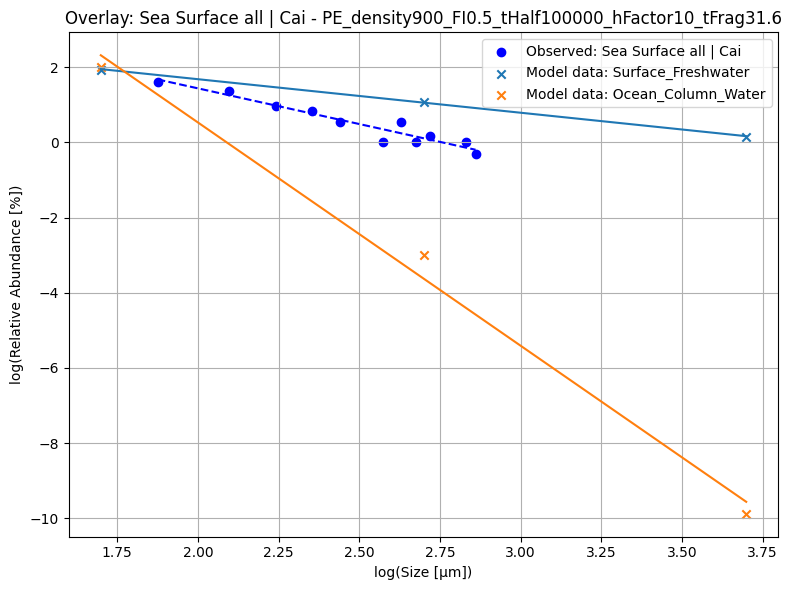 Overlay: Sea Surface all | Cai - PE_density900_FI0.5_tHalf100000_hFactor10_tFrag31.6
Observed: Sea Surface all | Cai
Model data: Surface_Freshwater
Model data: Ocean_Column_Water
log(Relative Abundance [%])
2
0
−2
−4
−6
−8
−10
1.75 2.00 2.25 2.50 2.75 3.00 3.25 3.50 3.75
log(Size [μm])